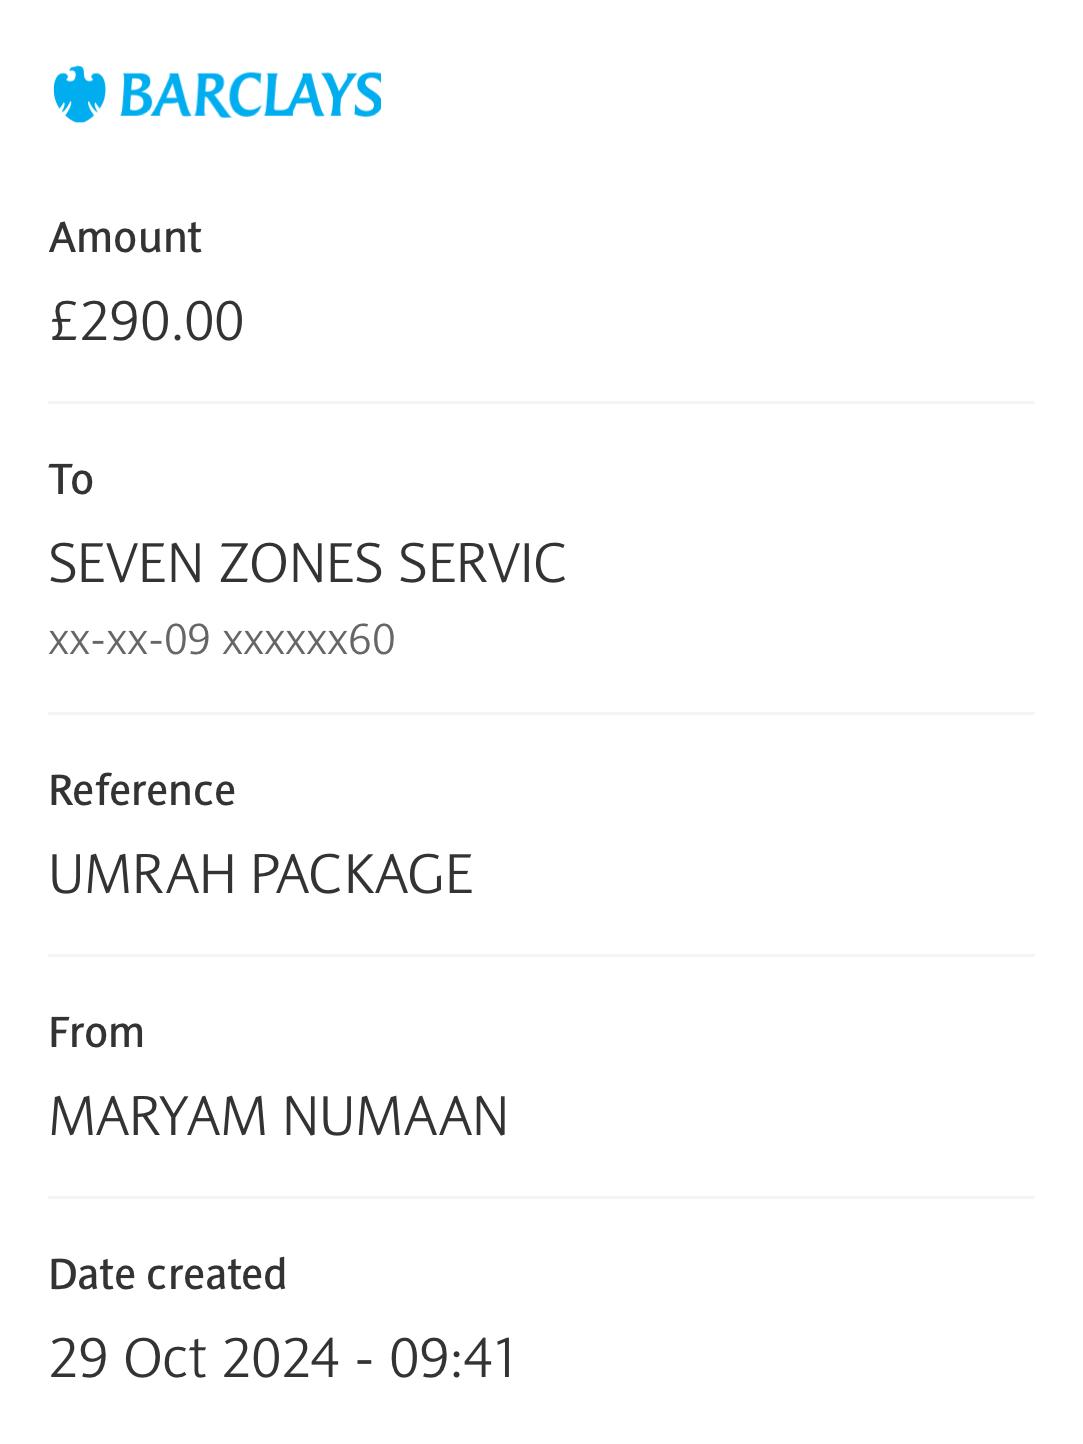 BARCLAYS
Amount
£290.00
To
SEVEN ZONES SERVIC
xx-xx-09 xxxxxx60
Reference
UMRAH PACKAGE
From
MARYAM NUMAAN
Date created
29 Oct 2024 - 09:41